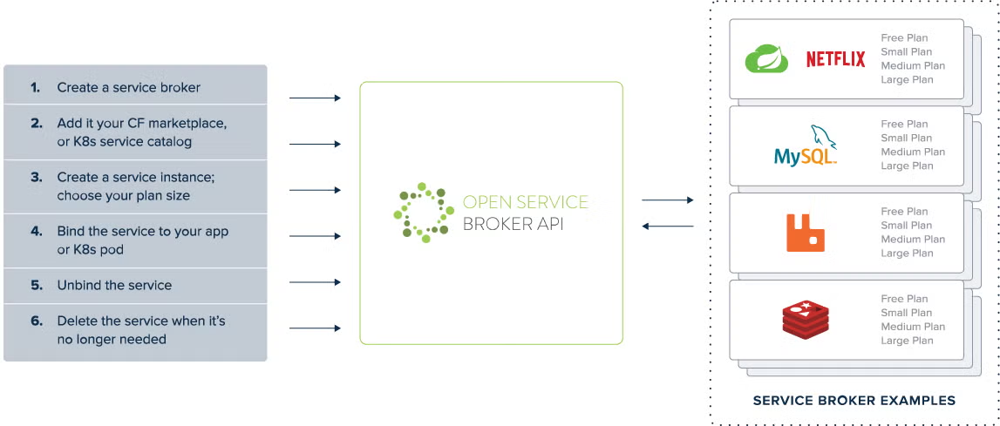 1. Create a service broker
2. Add it your CF marketplace,
or K8s service catalog
3. Create a service instance;
choose your plan size
4. Bind the service to your app
or K8s pod
5. Unbind the service
6. Delete the service when it's
no longer needed
OPEN SERVICE
BROKER API
NETFLIX
Free Plan
Small Plan
Medium Plan
Large Plan
MySQL™
Free Plan
Small Plan
Medium Plan
Large Plan
Free Plan
Small Plan
Medium Plan
Large Plan
Free Plan
Small Plan
Medium Plan
Large Plan
SERVICE BROKER EXAMPLES